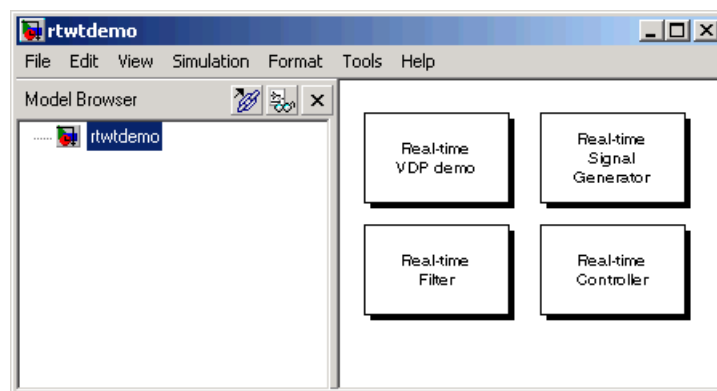 rtwtdemo
File Edit View Simulation Format Tools Help
Model Browser
rtwtdemo
Real-time
VDP demo
Real-time
Signal
Generator
Real-time
Filter
Real-time
Controller